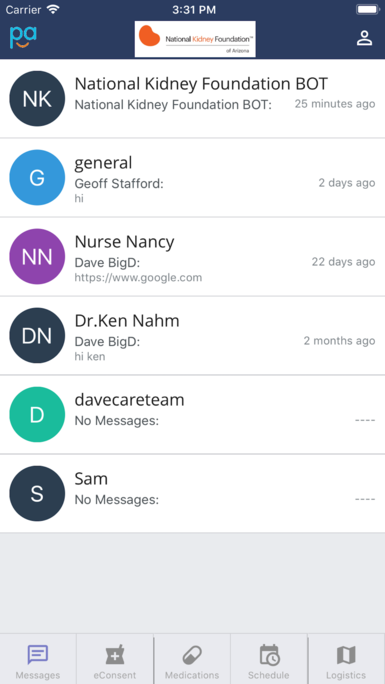 Carrier 3:31 PM
pa
National Kidney Foundation™
of Arizona
NK
National Kidney Foundation BOT
National Kidney Foundation BOT: 25 minutes ago
G
general
Geoff Stafford: 2 days ago
hi
NN
Nurse Nancy
Dave BigD: 22 days ago
https://www.google.com
DN
Dr.Ken Nahm
Dave BigD: 2 months ago
hi ken
D
davecareteam
No Messages: ----
S
Sam
No Messages: ----
Messages eConsent Medications Schedule Logistics